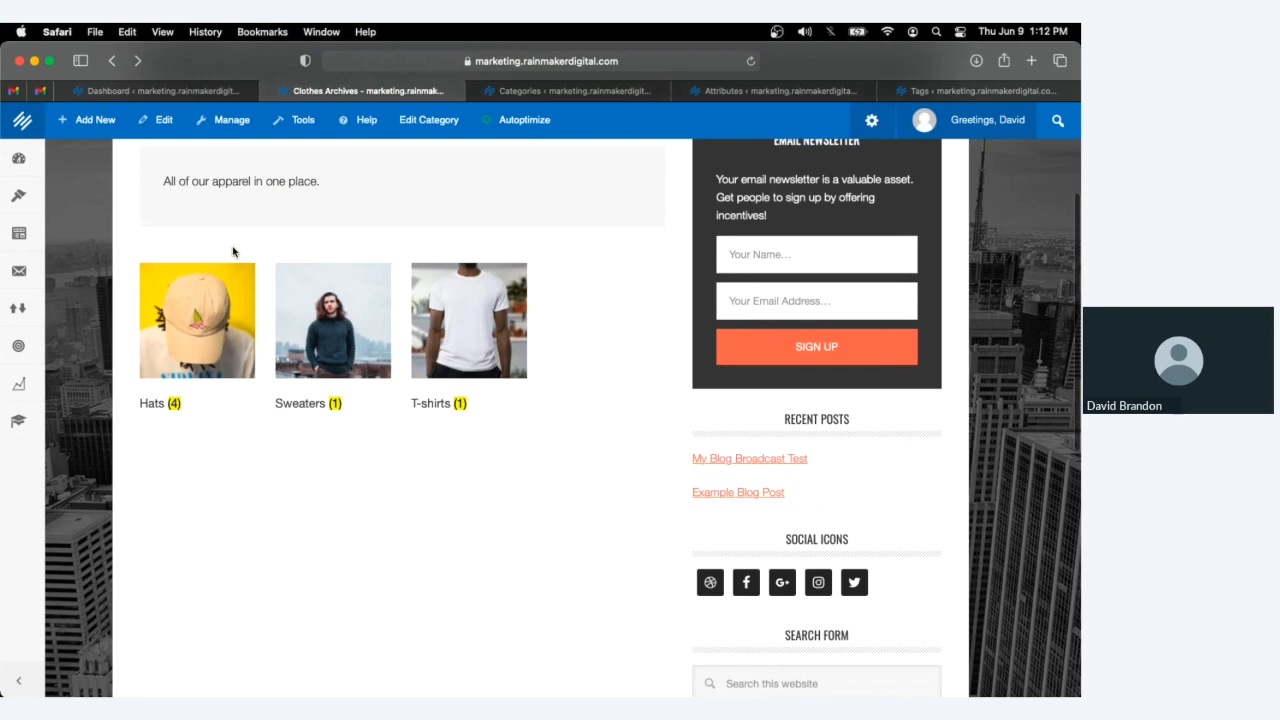 Safari File Edit View History Bookmarks Window Help Thu Jun 9 1:12 PM
marketing.rainmakerdigital.com
Dashboard ‹ marketing.rainmakerdigit... Clothes Archives - marketing.rainmak... Categories ‹ marketing.rainmakerdigit... Attributes ‹ marketing.rainmakerdigita... Tags ‹ marketing.rainmakerdigital.co...
Add New Edit Manage Tools Help Edit Category Autoptimize Greetings, David
EMAIL NEWSLETTER
All of our apparel in one place.
Your email newsletter is a valuable asset.
Get people to sign up by offering
incentives!
Your Name...
Your Email Address...
SIGN UP
Hats (4) Sweaters (1) T-shirts (1)
RECENT POSTS
My Blog Broadcast Test
Example Blog Post
SOCIAL ICONS
SEARCH FORM
Search this website
David Brandon